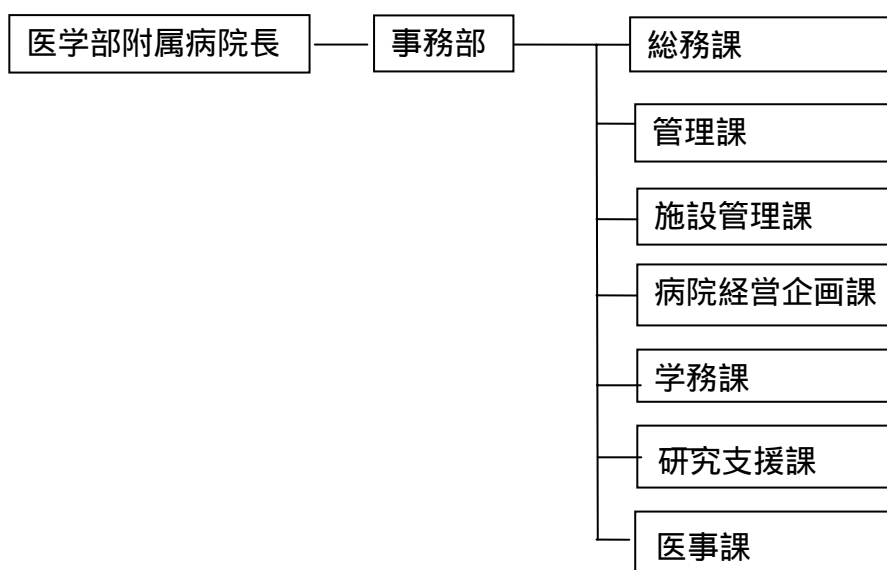 医学部附属病院長
事務部
総務課
管理課
施設管理課
病院経営企画課
学務課
研究支援課
医事課